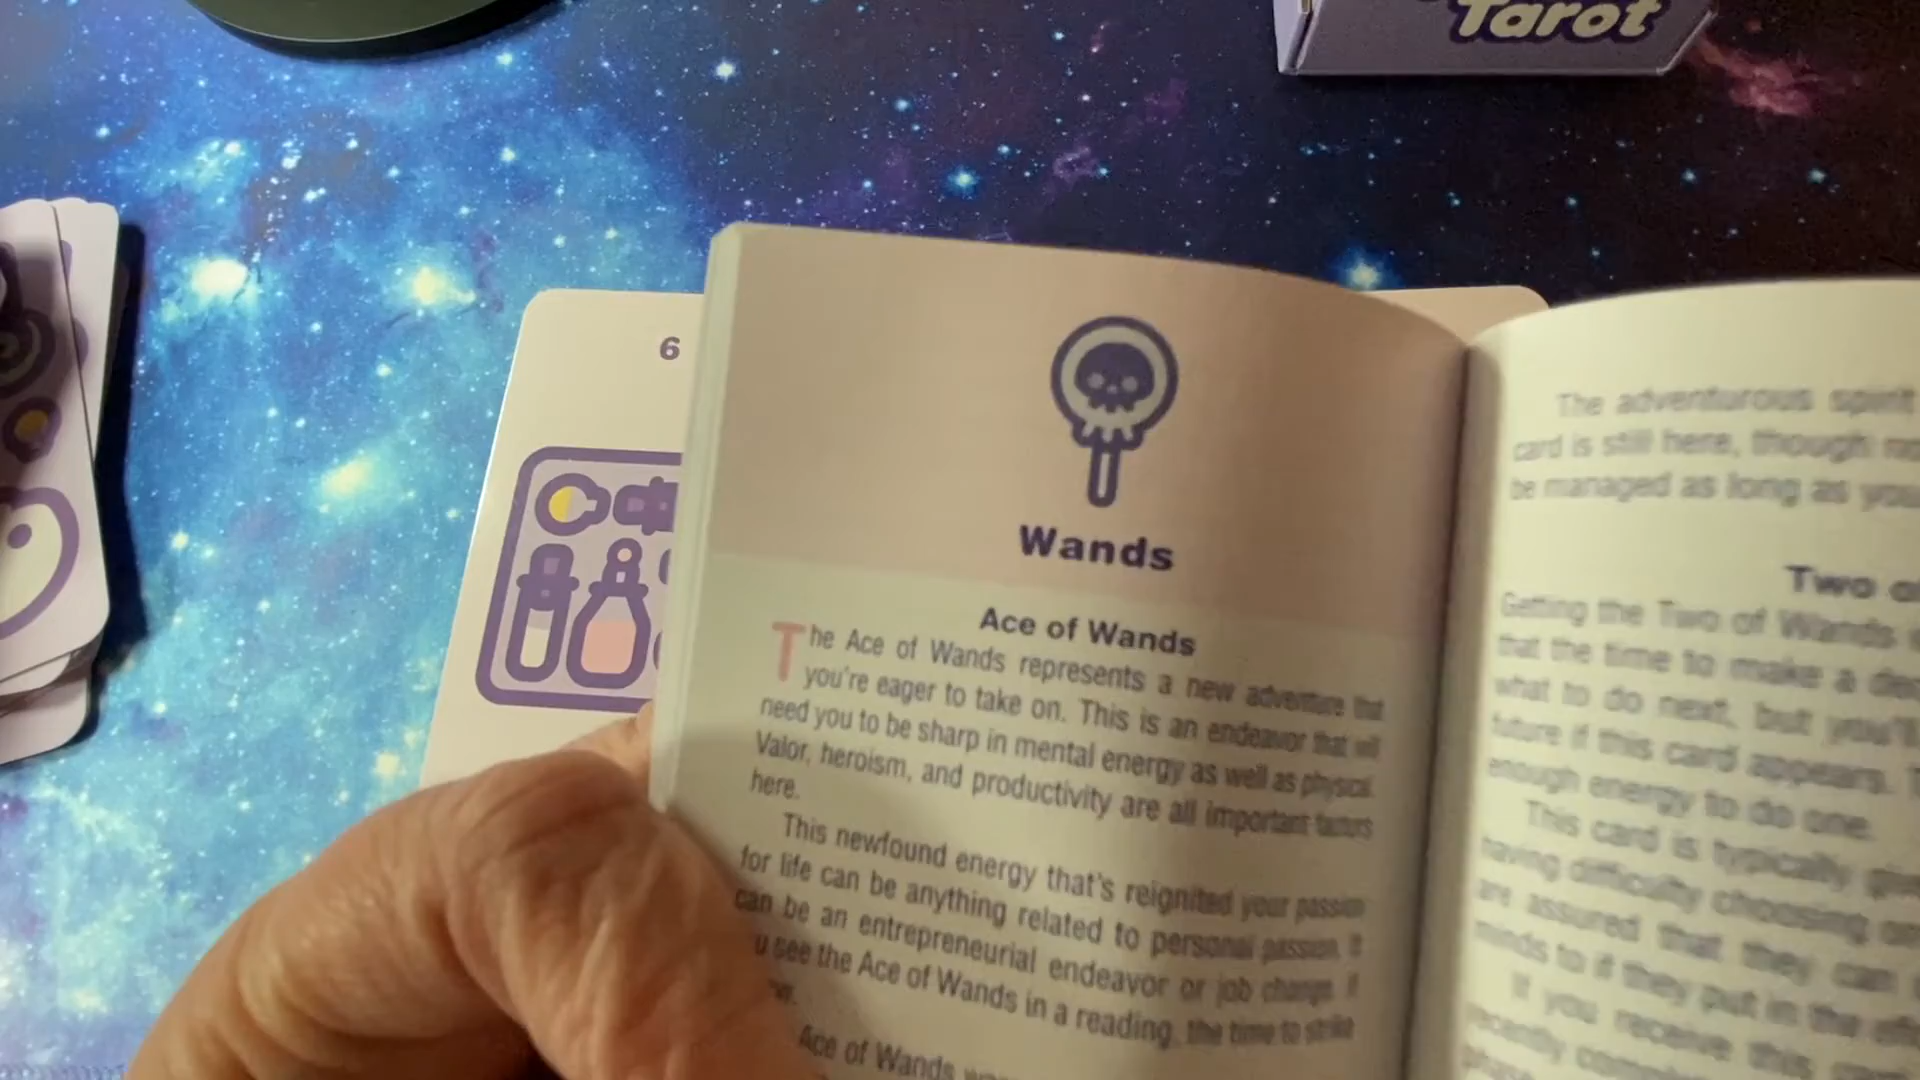 Tarot
6
Wands
Ace of Wands
The Ace of Wands represents a new adventure that
you're eager to take on. This is an endeavor that will
need you to be sharp in mental energy as well as physical.
Valor, heroism, and productivity are all important factors
here.
This newfound energy that's reignited your passion
for life can be anything related to personal passion. It
can be an entrepreneurial endeavor or job change. If
see the Ace of Wands in a reading, the time to strike
Ace of Wands
The adventurous spirit
card is still here, though
be managed as long as
Two
Getting the Two of Wands
that the time to make a
what to do next, but you'll
future if this card appears.
enough energy to do one.
This card is typically
having difficulty choosing
are assured that they can
minds to if they put in the
If you receive this
recently
phase